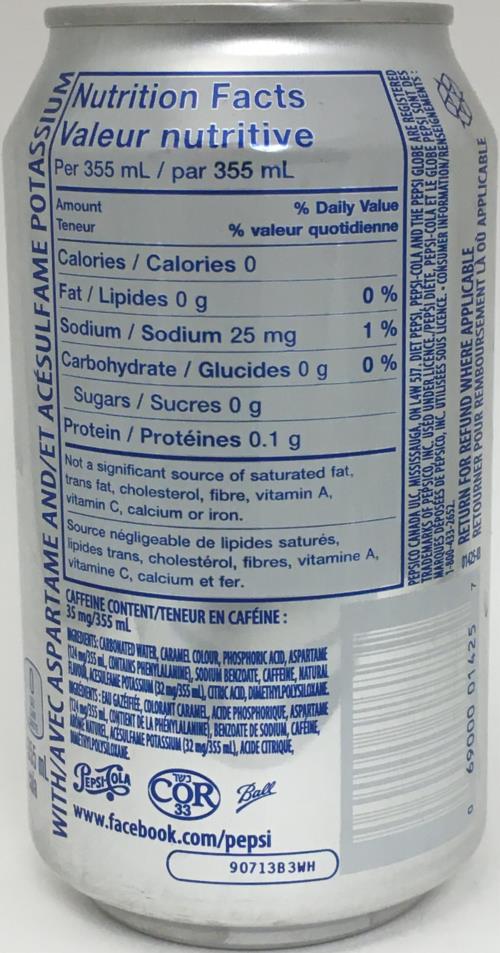 Nutrition Facts
Valeur nutritive
Per 355 mL / par 355 mL
Amount % Daily Value
Teneur % valeur quotidienne
Calories / Calories 0
Fat / Lipides 0 g 0 %
Sodium / Sodium 25 mg 1 %
Carbohydrate / Glucides 0 g 0 %
Sugars / Sucres 0 g
Protein / Protéines 0.1 g
Not a significant source of saturated fat,
trans fat, cholesterol, fibre, vitamin A,
vitamin C, calcium or iron.
Source négligeable de lipides saturés,
lipides trans, cholestérol, fibres, vitamine A,
vitamine C, calcium et fer.
CAFFEINE CONTENT/TENEUR EN CAFÉINE :
35 mg/355 mL
INGREDIENTS: CARBONATED WATER, CARAMEL COLOUR, PHOSPHORIC ACID, ASPARTAME
(124 mg/355 mL, CONTAINS PHENYLALANINE), SODIUM BENZOATE, CAFFEINE, NATURAL
FLAVOUR, ACESULFAME POTASSIUM (32 mg/355 mL), CITRIC ACID, DIMETHYLPOLYSILOXANE.
INGRÉDIENTS : EAU GAZÉIFIÉE, COLORANT CARAMEL, ACIDE PHOSPHORIQUE, ASPARTAME
(124 mg/355 mL, CONTIENT DE LA PHÉNYLALANINE), BENZOATE DE SODIUM, CAFÉINE,
ARÔME NATUREL, ACÉSULFAME POTASSIUM (32 mg/355 mL), ACIDE CITRIQUE,
DIMÉTHYLPOLYSILOXANE.
PEPSI-COLA
CAL
COR
33
Ball
www.facebook.com/pepsi
90713B3WH
WITH/AVEC ASPARTAME AND/ET ACÉSULFAME POTASSIUM
PEPSICO CANADA ULC, MISSISSAUGA, ON L4W 5J7. DIET PEPSI, PEPSI-COLA AND THE PEPSI GLOBE ARE REGISTERED
TRADEMARKS OF PEPSICO, INC. USED UNDER LICENCE./PEPSI DIÈTE, PEPSI-COLA ET LE GLOBE PEPSI SONT DES
MARQUES DÉPOSÉES DE PEPSICO, INC. UTILISÉES SOUS LICENCE. • CONSUMER INFORMATION/RENSEIGNEMENTS :
1-800-433-2652.
01425-03
RETURN FOR REFUND WHERE APPLICABLE
RETOURNER POUR REMBOURSEMENT LÀ OÙ APPLICABLE
0 69000 01425 7